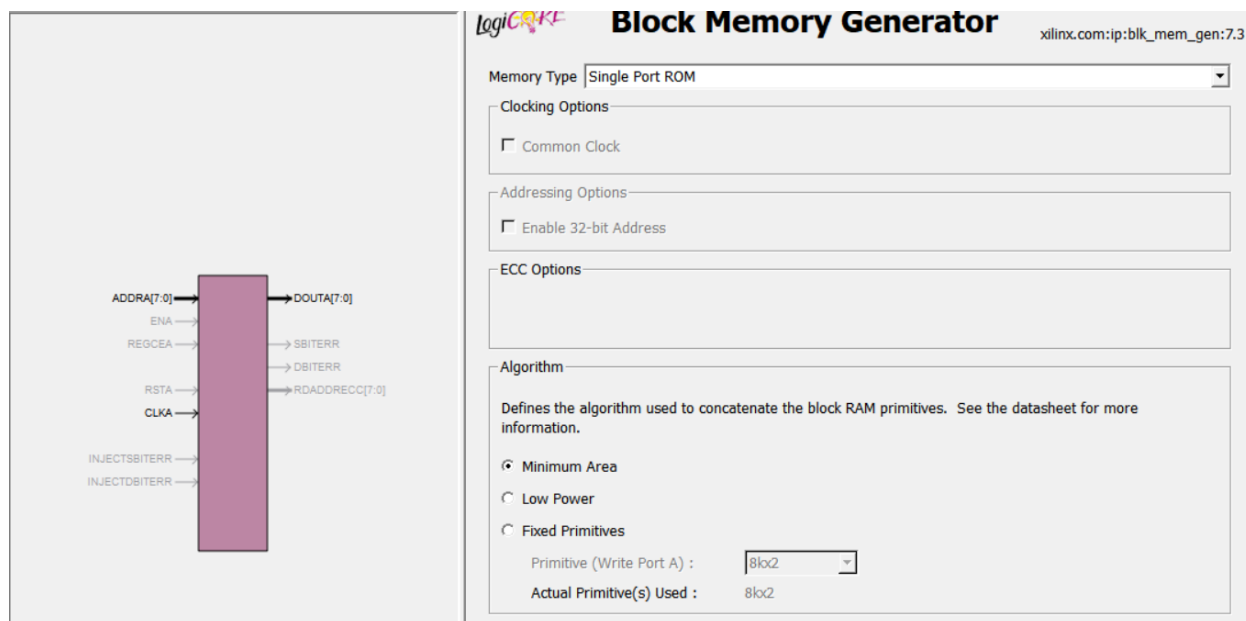 ADDRA[7:0]
DOUTA[7:0]
ENA
REGCEA
SBITERR
DBITERR
RSTA
RDADDRECC[7:0]
CLKA
INJECTSBITERR
INJECTDBITERR
LogiCORE
Block Memory Generator
xilinx.com:ip:blk_mem_gen:7.3
Memory Type Single Port ROM
Clocking Options
Common Clock
Addressing Options
Enable 32-bit Address
ECC Options
Algorithm
Defines the algorithm used to concatenate the block RAM primitives. See the datasheet for more
information.
Minimum Area
Low Power
Fixed Primitives
Primitive (Write Port A) : 8kx2
Actual Primitive(s) Used : 8kx2